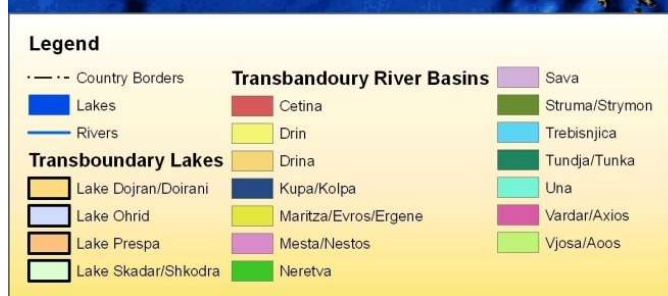 Legend
Country Borders
Lakes
Rivers
Transboundary Lakes
Lake Dojran/Doirani
Lake Ohrid
Lake Prespa
Lake Skadar/Shkodra
Transbandoury River Basins
Cetina
Drin
Drina
Kupa/Kolpa
Maritza/Evros/Ergene
Mesta/Nestos
Neretva
Sava
Struma/Strymon
Trebisnjica
Tundja/Tunka
Una
Vardar/Axios
Vjosa/Aoos